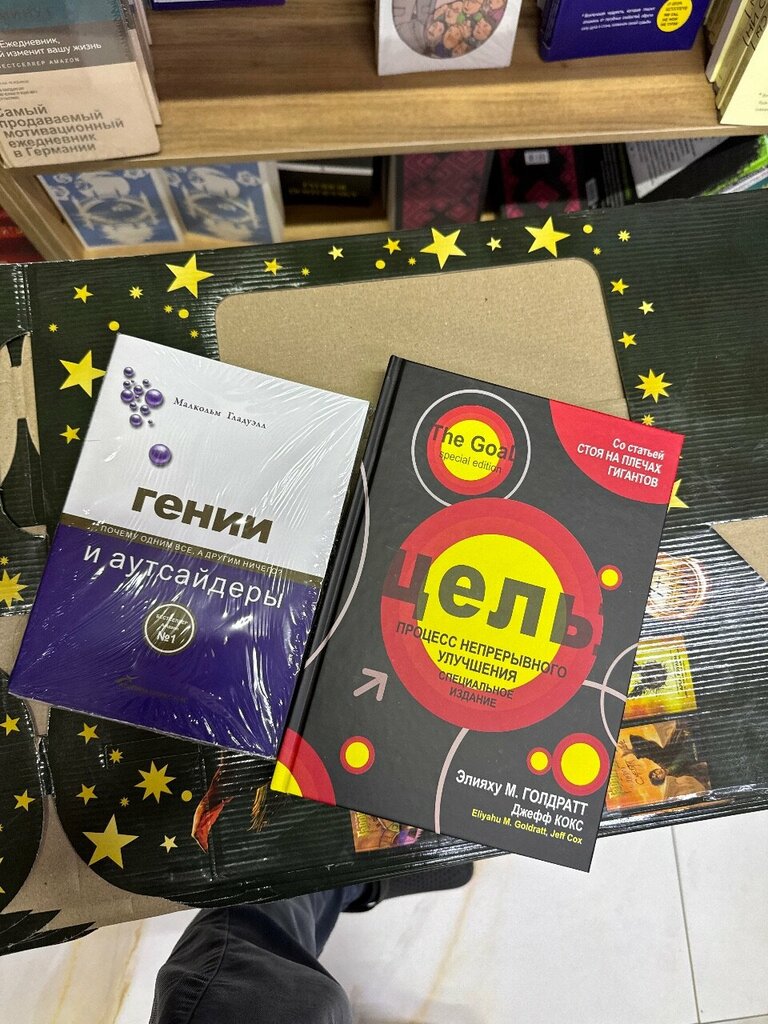 Ежедневник,
й изменит вашу жизнь
БЕСТСЕЛЛЕР AMAZON
Самый
продаваемый
мотивационный
ежедневник
в Германии
Малкольм Гладуэлл
гении
ПОЧЕМУ ОДНИМ ВСЕ, А ДРУГИМ НИЧЕГО?
и аутсайдеры
№1
The Goal
special edition
Со статьей
СТОЯ НА ПЛЕЧАХ
ГИГАНТОВ
цель
ПРОЦЕСС НЕПРЕРЫВНОГО
УЛУЧШЕНИЯ
СПЕЦИАЛЬНОЕ
ИЗДАНИЕ
Элияху М. ГОЛДРАТТ
Джефф КОКС
Eliyahu M. Goldratt, Jeff Cox